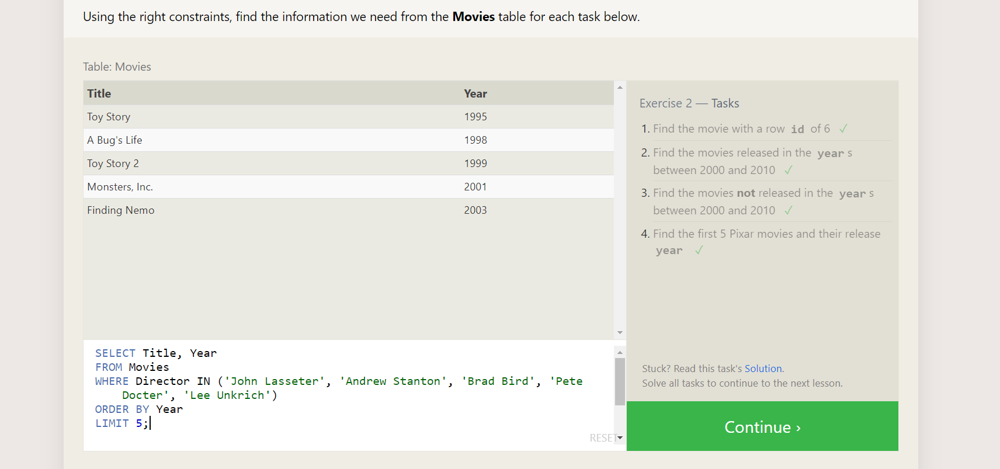 Using the right constraints, find the information we need from the Movies table for each task below.
Table: Movies
Title Year
Toy Story 1995
A Bug's Life 1998
Toy Story 2 1999
Monsters, Inc. 2001
Finding Nemo 2003
SELECT Title, Year
FROM Movies
WHERE Director IN ('John Lasseter', 'Andrew Stanton', 'Brad Bird', 'Pete
Docter', 'Lee Unkrich')
ORDER BY Year
LIMIT 5;
RESET
Exercise 2 — Tasks
1. Find the movie with a row id of 6 ✓
2. Find the movies released in the year s
between 2000 and 2010 ✓
3. Find the movies not released in the year s
between 2000 and 2010 ✓
4. Find the first 5 Pixar movies and their release
year ✓
Stuck? Read this task's Solution.
Solve all tasks to continue to the next lesson.
Continue ›